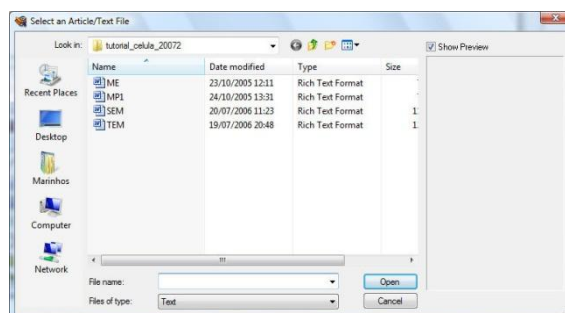 Select an Article/Text File
Look in: tutorial_celula_20072
Show Preview
Name Date modified Type Size
ME 23/10/2005 12:11 Rich Text Format
MP1 24/10/2005 13:31 Rich Text Format
SEM 20/07/2006 11:23 Rich Text Format
TEM 19/07/2006 20:48 Rich Text Format
Recent Places
Desktop
Marinhos
Computer
Network
File name: Open
Files of type: Text Cancel